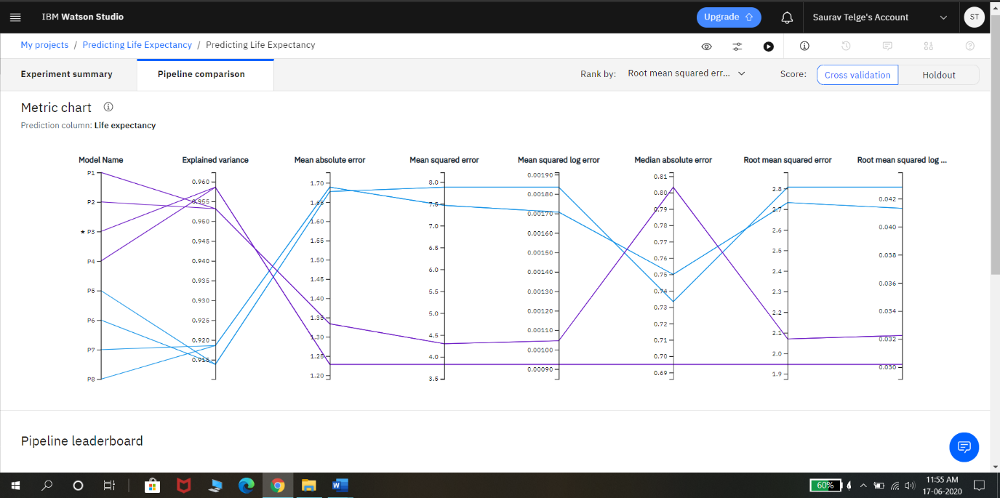 IBM Watson Studio
Upgrade
Saurav Telge's Account
ST
My projects / Predicting Life Expectancy / Predicting Life Expectancy
Experiment summary
Pipeline comparison
Rank by: Root mean squared err...
Score: Cross validation Holdout
Metric chart
Prediction column: Life expectancy
Model Name
P1
P2
★ P3
P4
P5
P6
P7
P8
Explained variance
0.960
0.955
0.950
0.945
0.940
0.935
0.930
0.925
0.920
0.915
Mean absolute error
1.70
1.65
1.60
1.55
1.50
1.45
1.40
1.35
1.30
1.25
1.20
Mean squared error
8.0
7.5
7.0
6.5
6.0
5.5
5.0
4.5
4.0
3.5
Mean squared log error
0.00190
0.00180
0.00170
0.00160
0.00150
0.00140
0.00130
0.00120
0.00110
0.00100
0.00090
Median absolute error
0.81
0.80
0.79
0.78
0.77
0.76
0.75
0.74
0.73
0.72
0.71
0.70
0.69
Root mean squared error
2.8
2.7
2.6
2.5
2.4
2.3
2.2
2.1
2.0
1.9
Root mean squared log ...
0.042
0.040
0.038
0.036
0.034
0.032
0.030
Pipeline leaderboard
60%
11:55 AM
17-06-2020